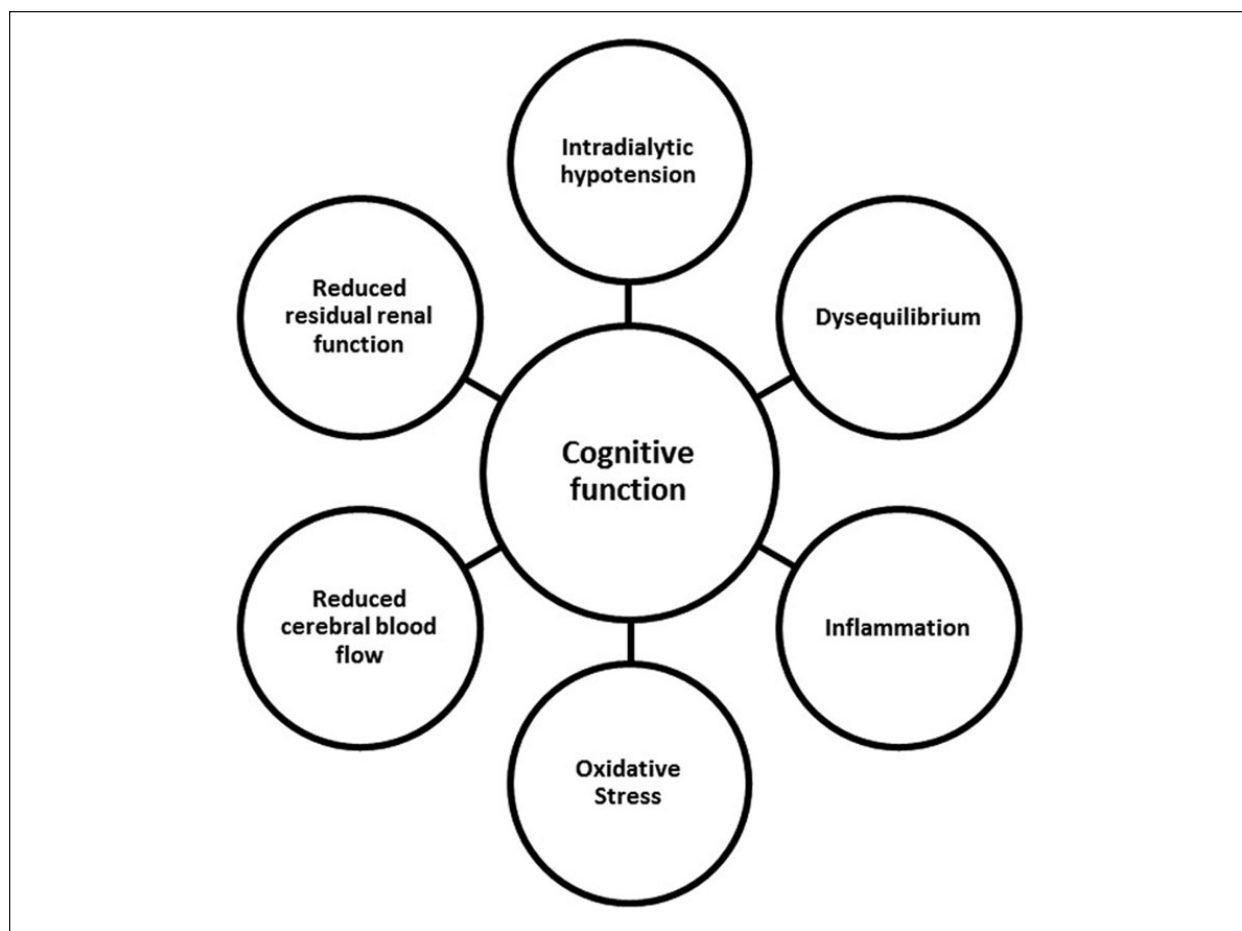 Intradialytic
hypotension
Dysequilibrium
Inflammation
Oxidative
Stress
Reduced
cerebral blood
flow
Reduced
residual renal
function
Cognitive
function